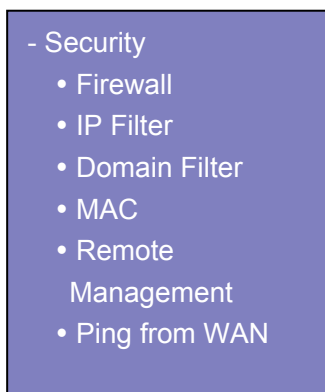 - Security
• Firewall
• IP Filter
• Domain Filter
• MAC
• Remote
Management
• Ping from WAN